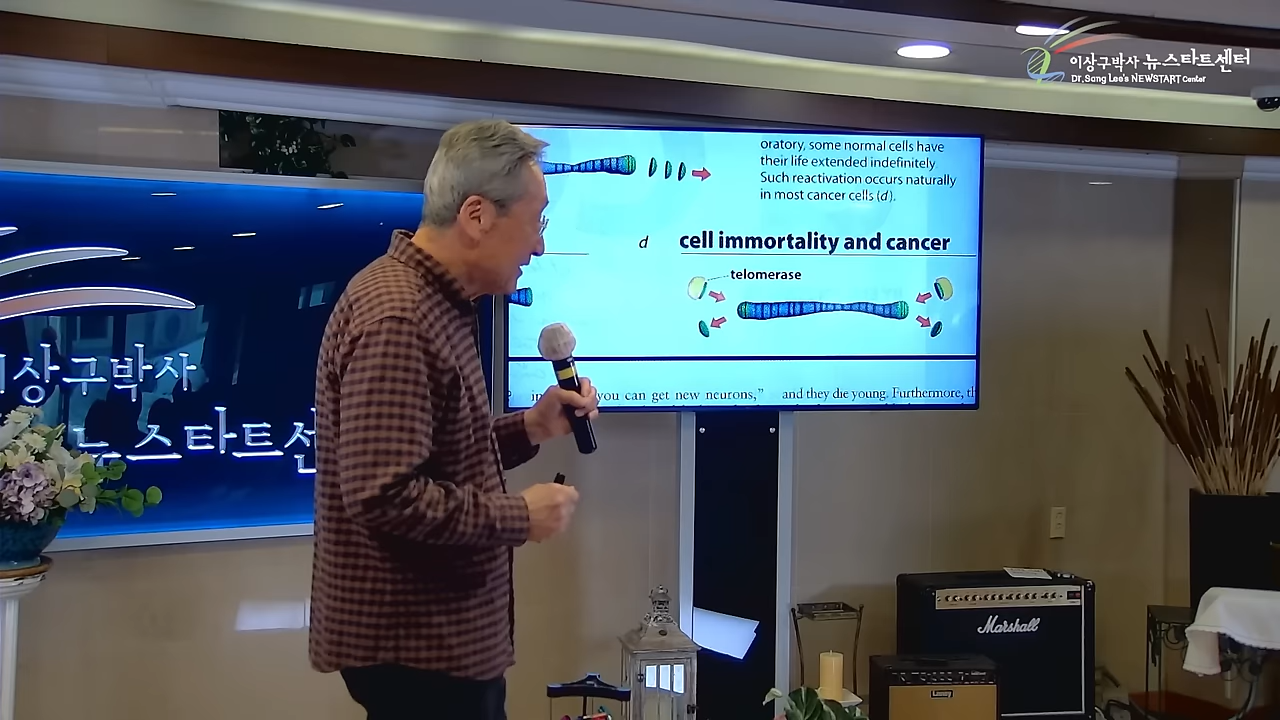 이상구박사 뉴스타트센터
Dr. Sang Lee's NEWSTART Center
oratory, some normal cells have
their life extended indefinitely.
Such reactivation occurs naturally
in most cancer cells (d).
d cell immortality and cancer
telomerase
you can get new neurons,” and they die young. Furthermore,
이상구박사
뉴스타트센
Marshall
Laney